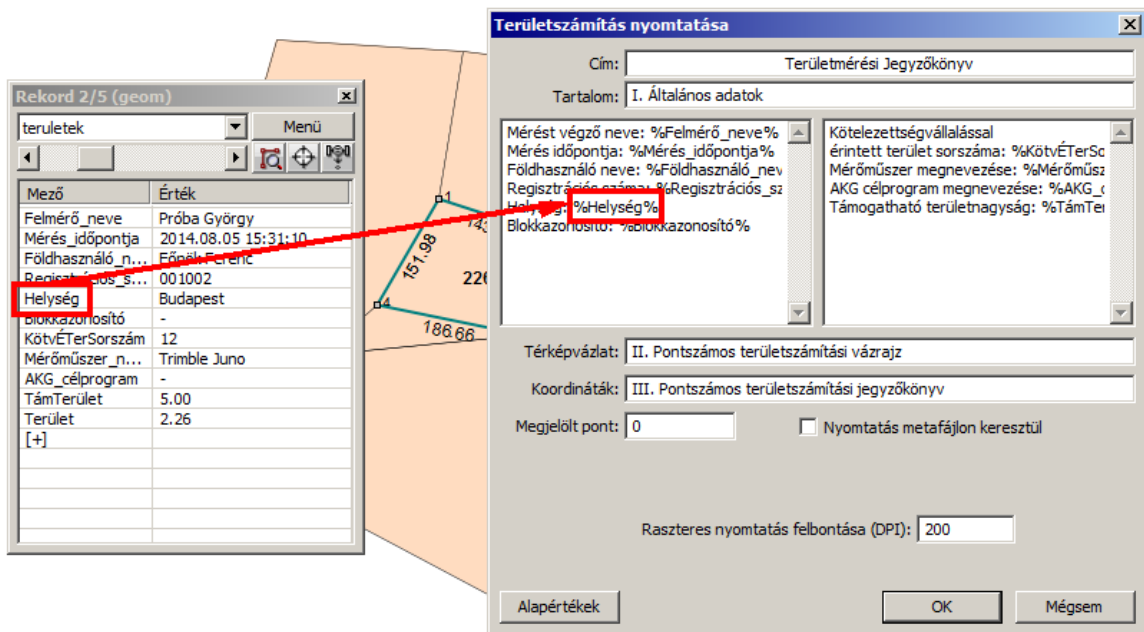 Rekord 2/5 (geom)
teruletek
Menü
Mező Érték
Felmérő_neve Próba György
Mérés_időpontja 2014.08.05 15:31:10
Földhasználó_n... Főnök Ferenc
Regisztrációs_s... 001002
Helység Budapest
Blokkazonosító -
KötvÉTerSorszám 12
Mérőműszer_n... Trimble Juno
AKG_célprogram -
TámTerület 5.00
Terület 2.26
[+]
1
151.98
143
226
4
186.66
Területszámítás nyomtatása
Cím: Területmérési Jegyzőkönyv
Tartalom: I. Általános adatok
Mérést végző neve: %Felmérő_neve%
Mérés időpontja: %Mérés_időpontja%
Földhasználó neve: %Földhasználó_nev
Regisztrációs száma: %Regisztrációs_sz
Helység: %Helység%
Blokkazonosító: %Blokkazonosító%
Kötelezettségvállalással
érintett terület sorszáma: %KötvÉTerSo
Mérőműszer megnevezése: %Mérőműsz
AKG célprogram megnevezése: %AKG_c
Támogatható területnagyság: %TámTer
Térképvázlat: II. Pontszámos területszámítási vázrajz
Koordináták: III. Pontszámos területszámítási jegyzőkönyv
Megjelölt pont: 0
Nyomtatás metafájlon keresztül
Raszteres nyomtatás felbontása (DPI): 200
Alapértékek
OK
Mégsem